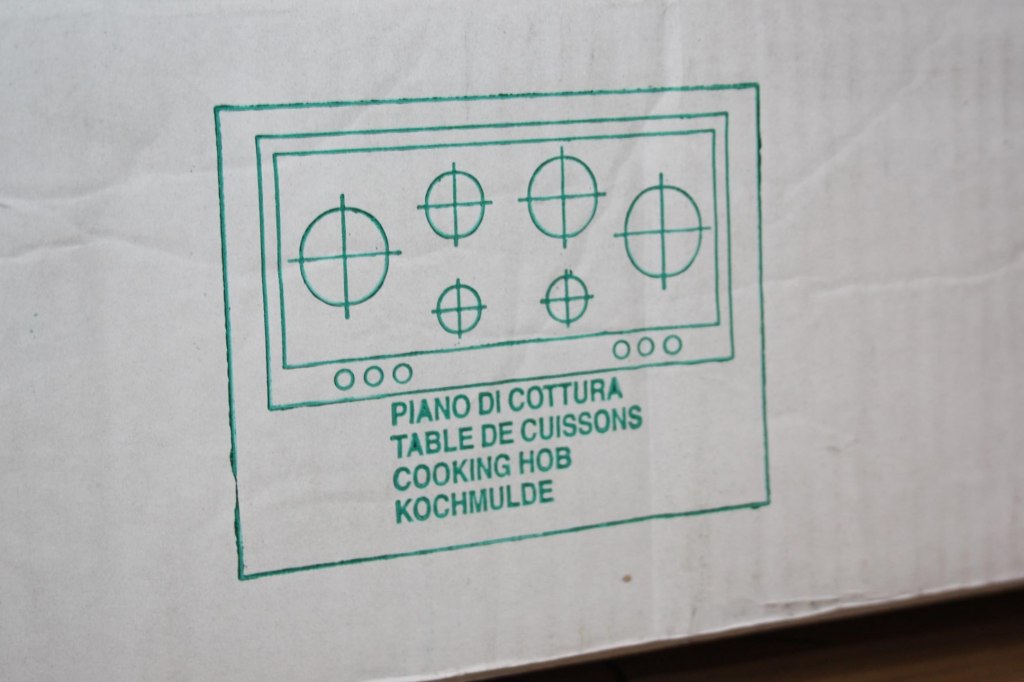 PIANO DI COTTURA
TABLE DE CUISSONS
COOKING HOB
KOCHMULDE